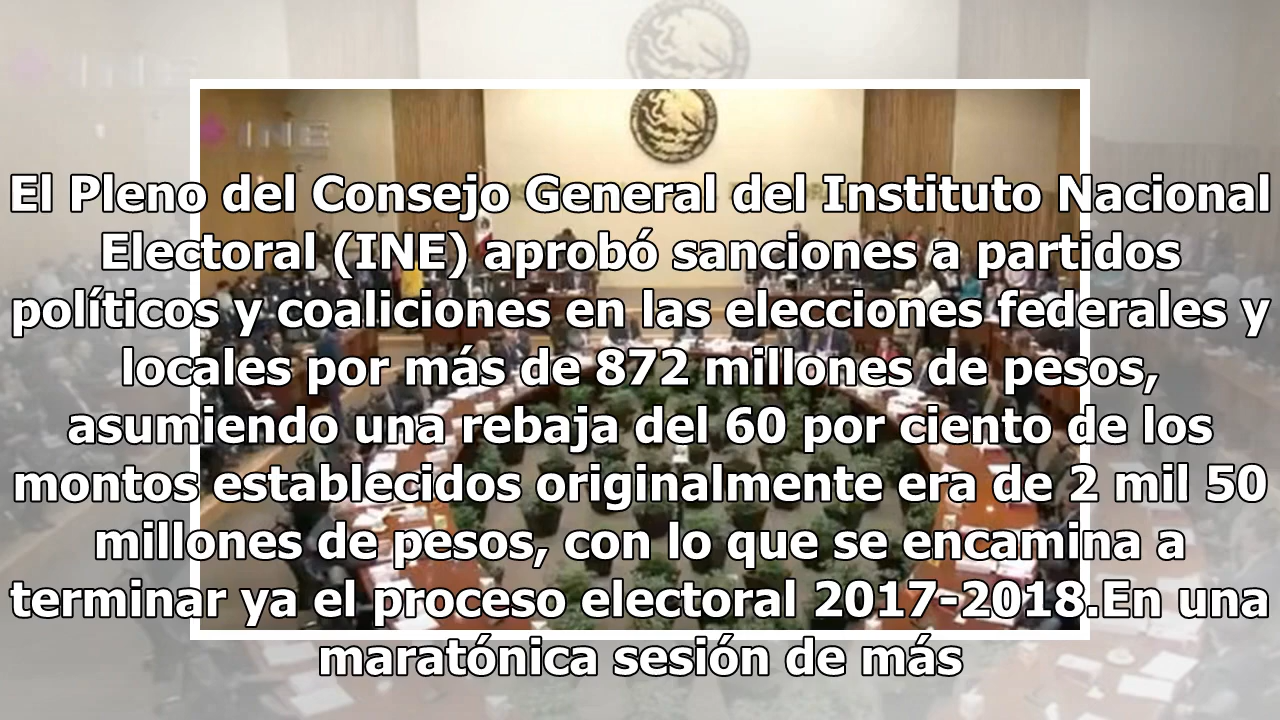 INE
El Pleno del Consejo General del Instituto Nacional
Electoral (INE) aprobó sanciones a partidos
políticos y coaliciones en las elecciones federales y
locales por más de 872 millones de pesos,
asumiendo una rebaja del 60 por ciento de los
montos establecidos originalmente era de 2 mil 50
millones de pesos, con lo que se encamina a
terminar ya el proceso electoral 2017-2018.En una
maratónica sesión de más